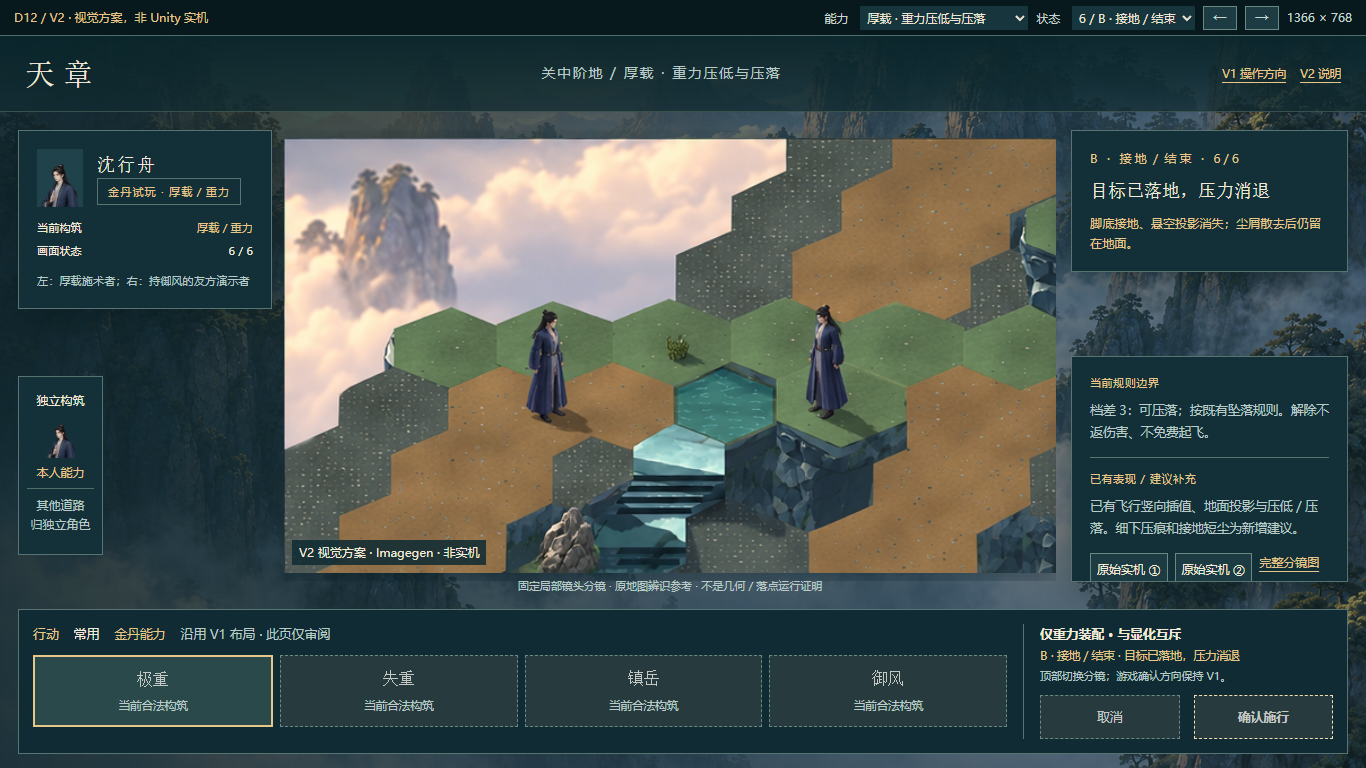 D12 / V2 · 视觉方案，非 Unity 实机
能力 厚载 · 重力压低与压落 状态 6 / B · 接地 / 结束 ← → 1366 × 768
天章
关中阶地 / 厚载 · 重力压低与压落
V1 操作方向 V2 说明
沈行舟
金丹试玩 · 厚载 / 重力
当前构筑 厚载 / 重力
画面状态 6 / 6
左：厚载施术者；右：持御风的友方演示者
独立构筑
本人能力
其他道路
归独立角色
V2 视觉方案 · Imagegen · 非实机
固定局部镜头分镜 · 原地图辨识参考 · 不是几何 / 落点运行证明
B · 接地 / 结束 · 6/6
目标已落地，压力消退
脚底接地、悬空投影消失；尘屑散去后仍留
在地面。
当前规则边界
档差 3：可压落；按既有坠落规则。解除不
返伤害、不免费起飞。
已有表现 / 建议补充
已有飞行竖向插值、地面投影与压低 / 压
落。细下压痕和接地短尘为新增建议。
原始实机 ① 原始实机 ② 完整分镜图
行动 常用 金丹能力 沿用 V1 布局 · 此页仅审阅
极重
当前合法构筑
失重
当前合法构筑
镇岳
当前合法构筑
御风
当前合法构筑
仅重力装配 · 与显化互斥
B · 接地 / 结束 · 目标已落地，压力消退
顶部切换分镜；游戏确认方向保持 V1。
取消 确认施行